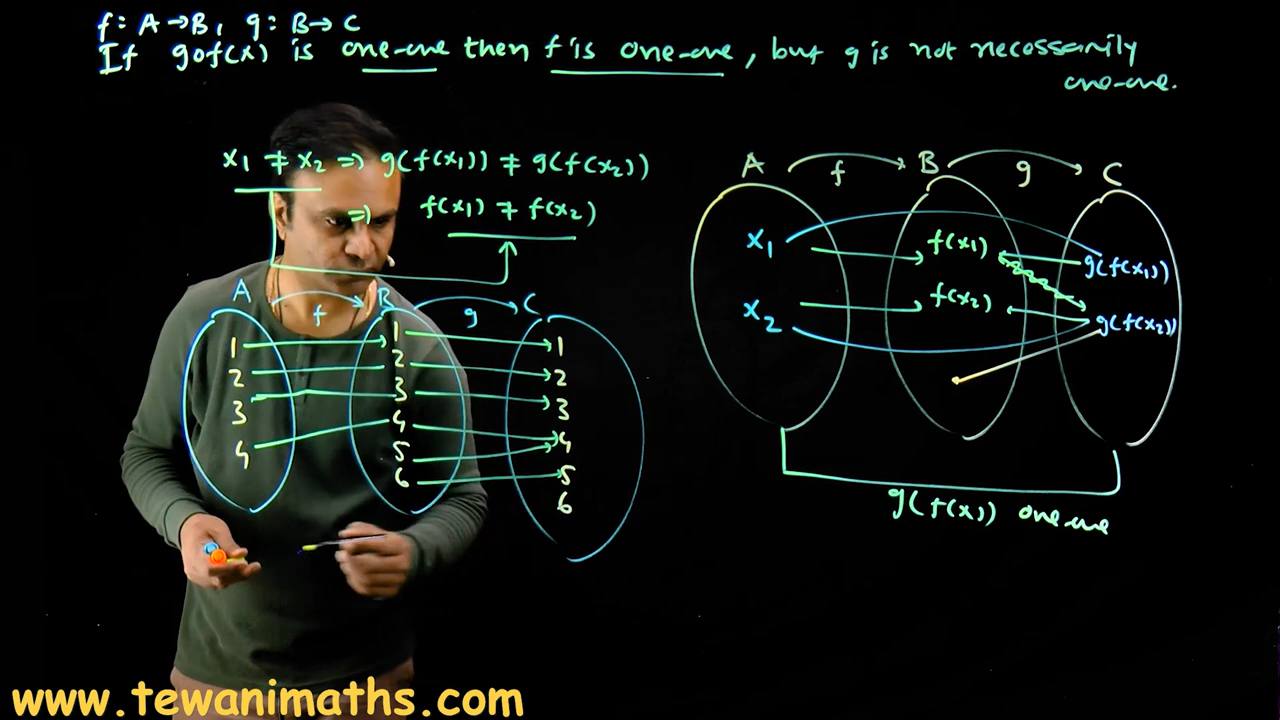 f: A→B, g: B→C
If gof(x) is one-one then f is one-one, but g is not necessarily
one-one.
x₁ ≠ x₂ ⇒ g(f(x₁)) ≠ g(f(x₂))
⇒ f(x₁) ≠ f(x₂)
A f B g C
1 1 1
2 2 2
3 3 3
4 4 4
5 5
6 6
A f B g C
x₁ f(x₁) g(f(x₁))
x₂ f(x₂) g(f(x₂))
g(f(x)) one-one
www.tewanimaths.com